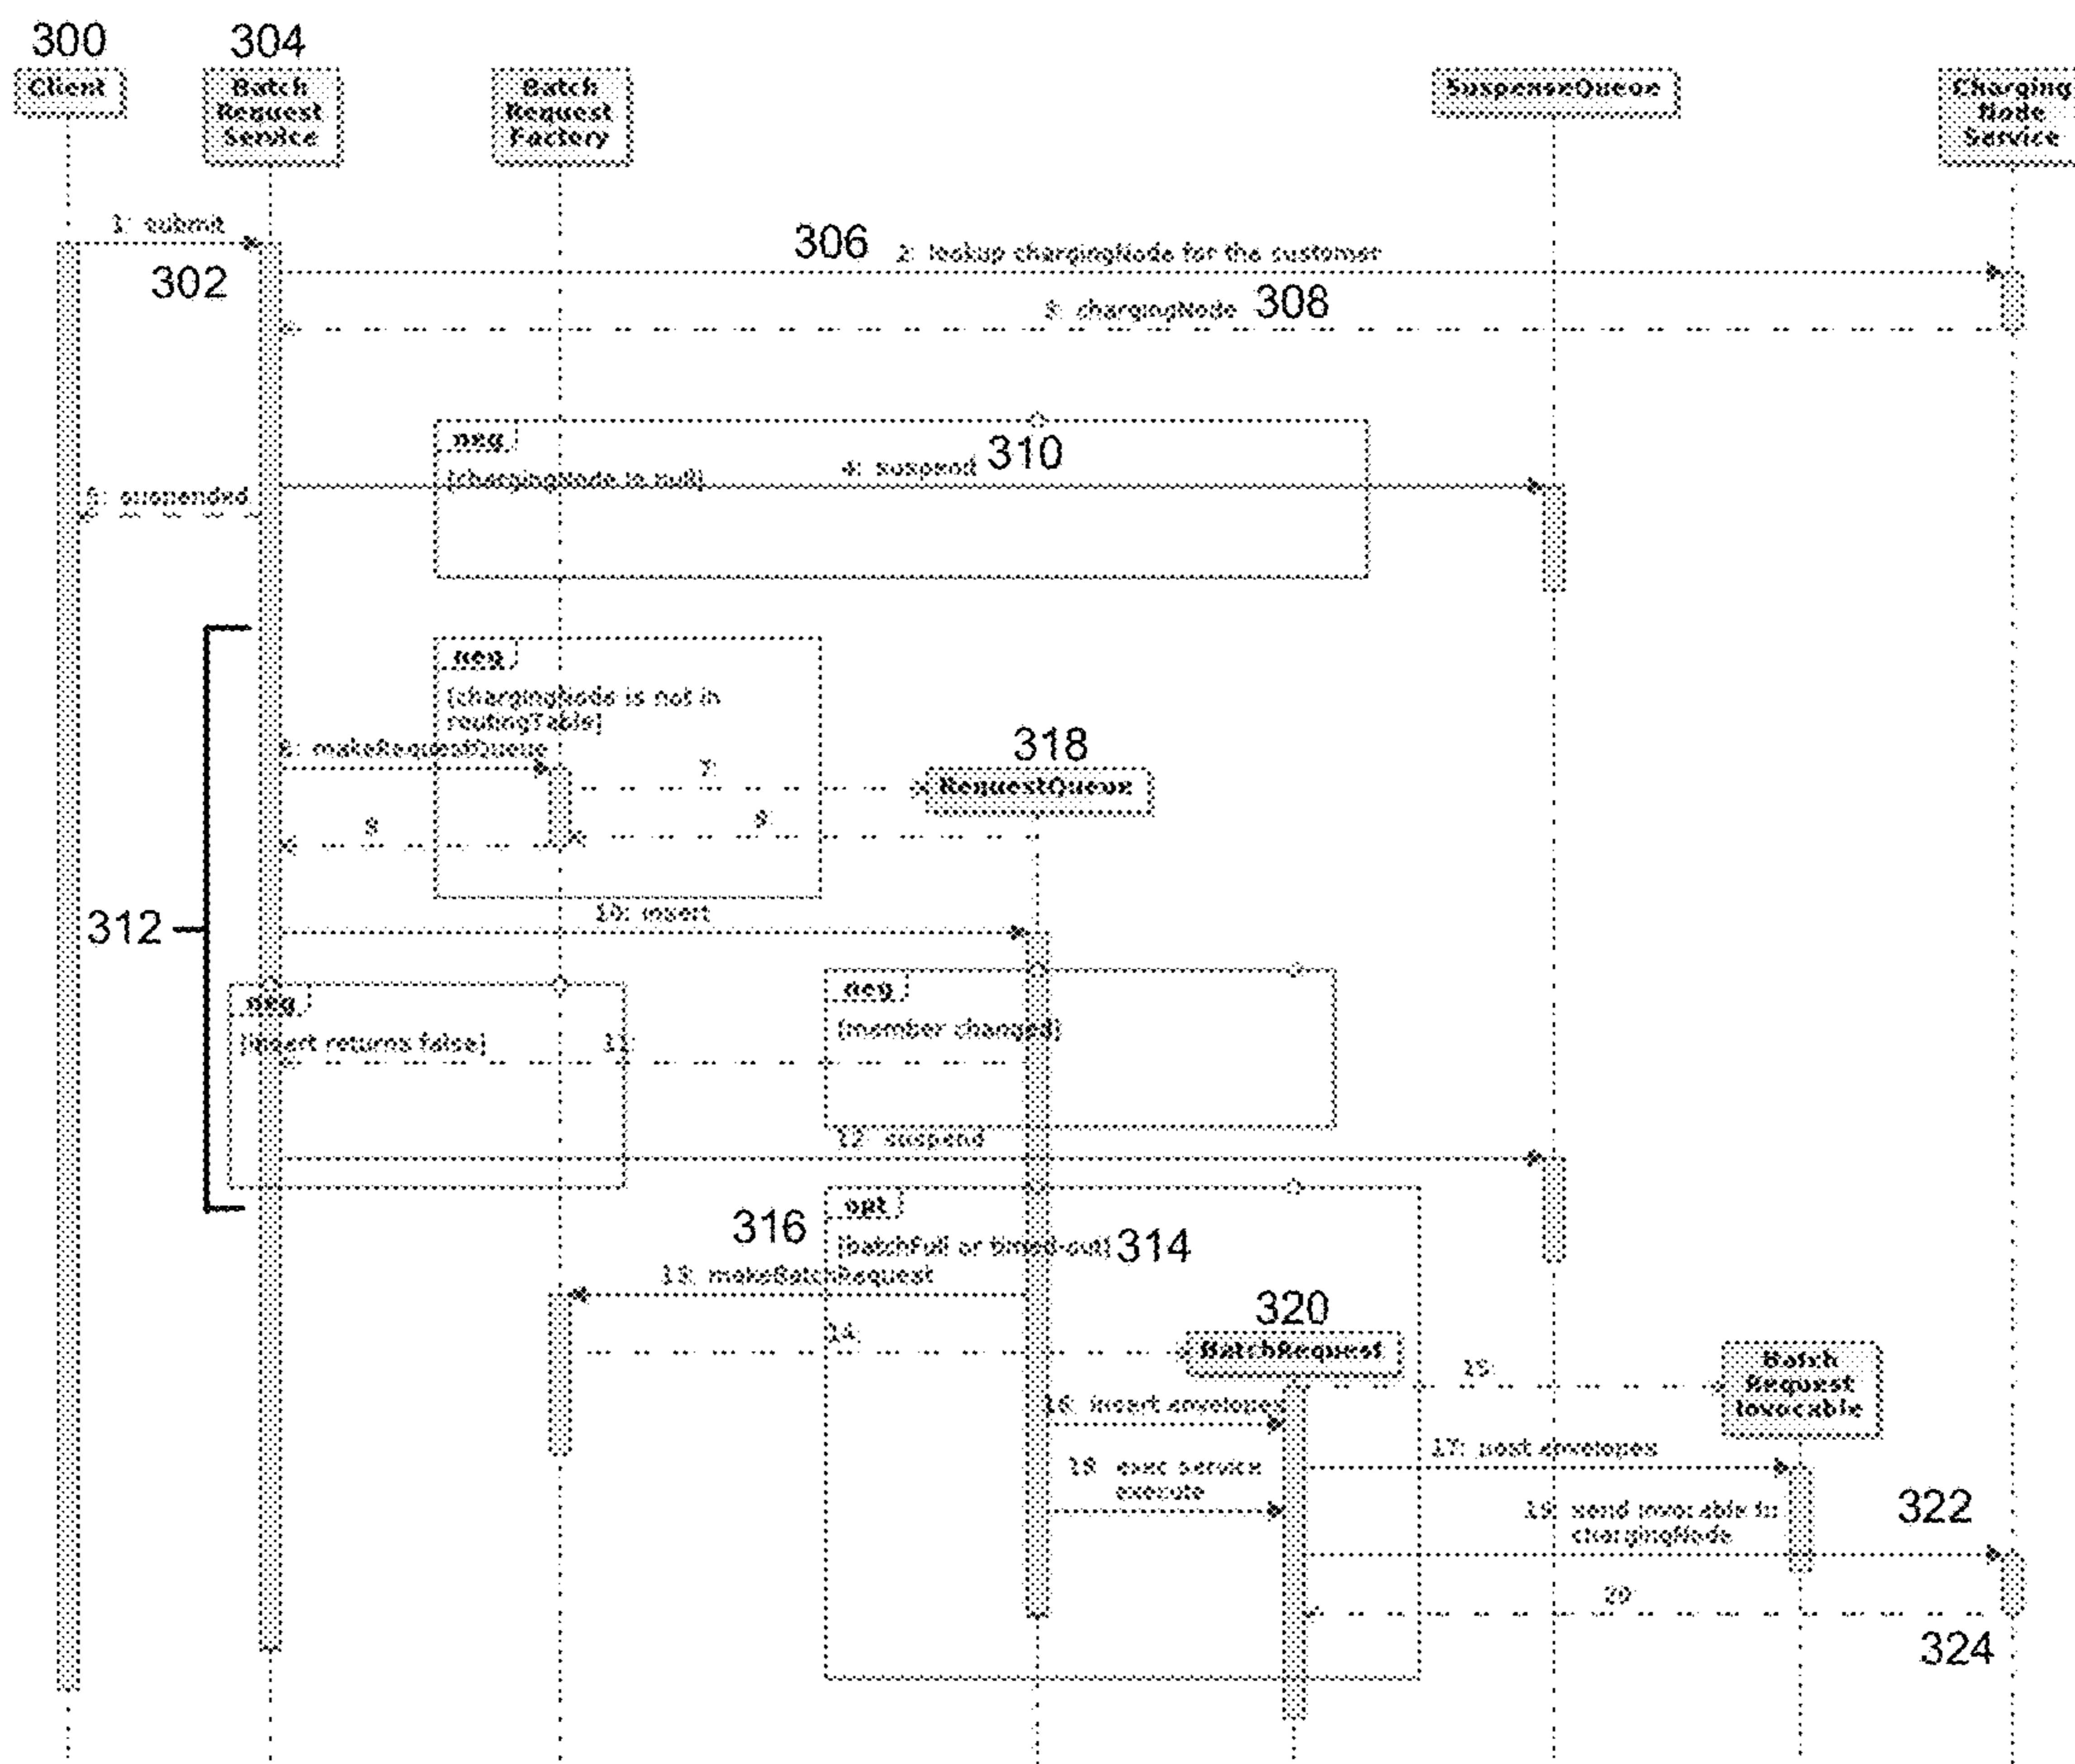 300
304
Client
Batch
Request
Service
Batch
Request
Factory
SuspenseQueue
Charging
Node
Service
1: submit
302
306
2: lookup chargingNode for the customer
3: chargingNode
308
neg
[chargingNode is null]
4: suspend
310
5: suspended
neg
[chargingNode is not in
routingTable]
6: makeRequestQueue
7:
318
RequestQueue
8:
9
312
10: insert
neg
[insert returns false]
11:
neg
[member changed]
12: suspend
316
opt
[batchFull or timed-out]
314
13: makeBatchRequest
14:
320
BatchRequest
15:
Batch
Request
Invocable
16: insert envelopes
17: post envelopes
18: exec service
execute
19: send invocable to
chargingNode
322
20
324